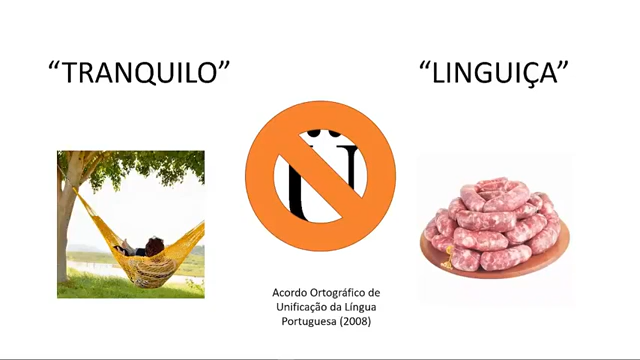 “TRANQUILO”
“LINGUIÇA”
Ü
Acordo Ortográfico de
Unificação da Língua
Portuguesa (2008)